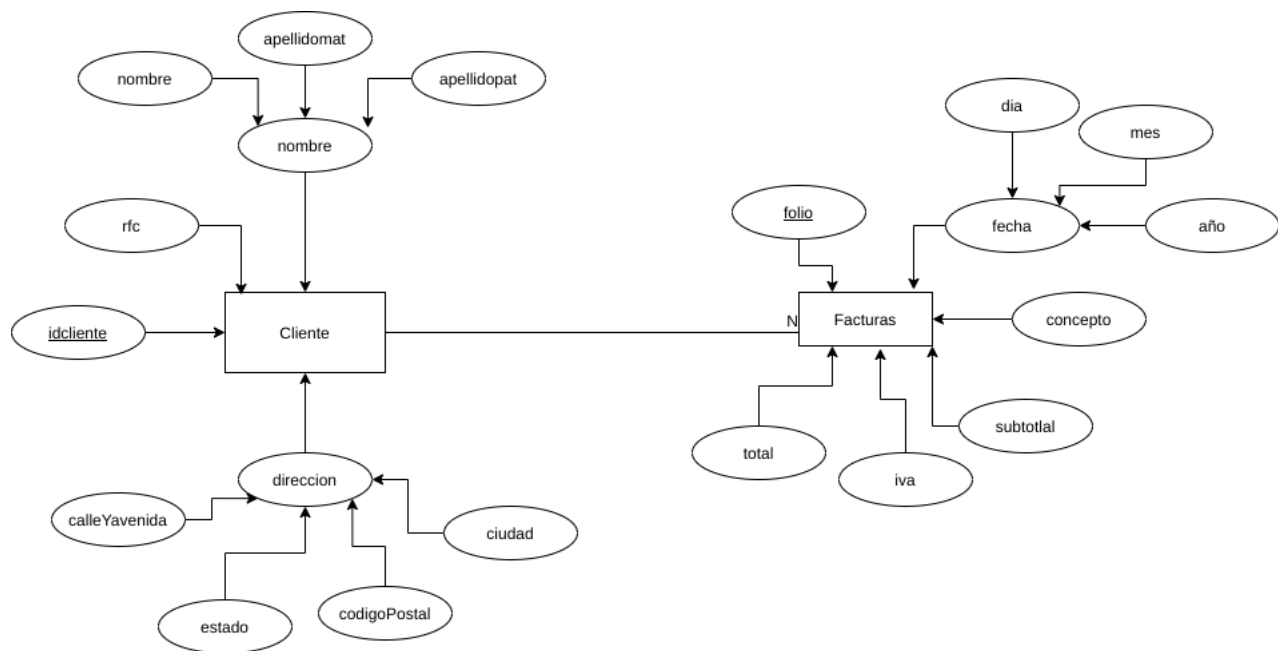 apellidomat
nombre
apellidopat
nombre
dia
mes
rfc
folio
fecha
año
idcliente
Cliente
N
Facturas
concepto
subtotlal
total
iva
direccion
calleYavenida
ciudad
estado
codigoPostal